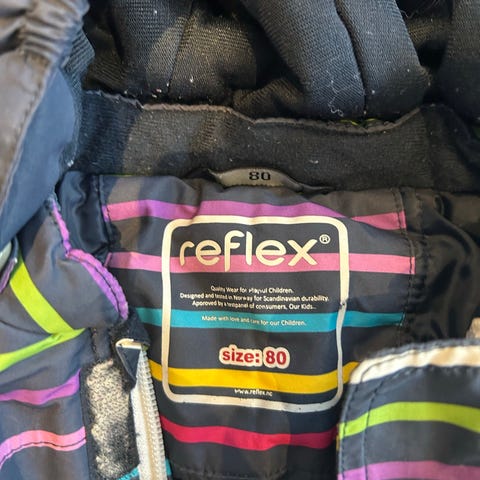 80
reflex®
Quality Wear for Playful Children.
Designed and tested in Norway for Scandinavian durability.
Approved by a testpanel of consumers, Our Kids..
Made with love and care for our Children.
size: 80
www.reflex.no